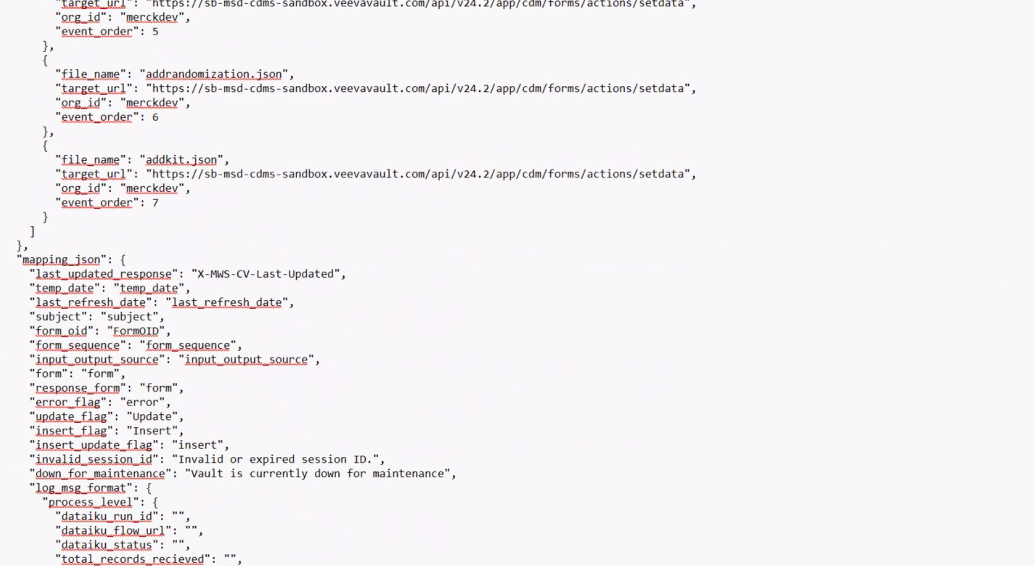 "target_url": "https://sb-msd-cdms-sandbox.veevavault.com/api/v24.2/app/cdm/forms/actions/setdata",
"org_id": "merckdev",
"event_order": 5
},
{
"file_name": "addrandomization.json",
"target_url": "https://sb-msd-cdms-sandbox.veevavault.com/api/v24.2/app/cdm/forms/actions/setdata",
"org_id": "merckdev",
"event_order": 6
},
{
"file_name": "addkit.json",
"target_url": "https://sb-msd-cdms-sandbox.veevavault.com/api/v24.2/app/cdm/forms/actions/setdata",
"org_id": "merckdev",
"event_order": 7
}
]
},
"mapping_json": {
"last_updated_response": "X-MWS-CV-Last-Updated",
"temp_date": "temp_date",
"last_refresh_date": "last_refresh_date",
"subject": "subject",
"form_oid": "FormOID",
"form_sequence": "form_sequence",
"input_output_source": "input_output_source",
"form": "form",
"response_form": "form",
"error_flag": "error",
"update_flag": "Update",
"insert_flag": "Insert",
"insert_update_flag": "insert",
"invalid_session_id": "Invalid or expired session ID.",
"down_for_maintenance": "Vault is currently down for maintenance",
"log_msg_format": {
"process_level": {
"dataiku_run_id": "",
"dataiku_flow_url": "",
"dataiku_status": "",
"total_records_recieved": "",